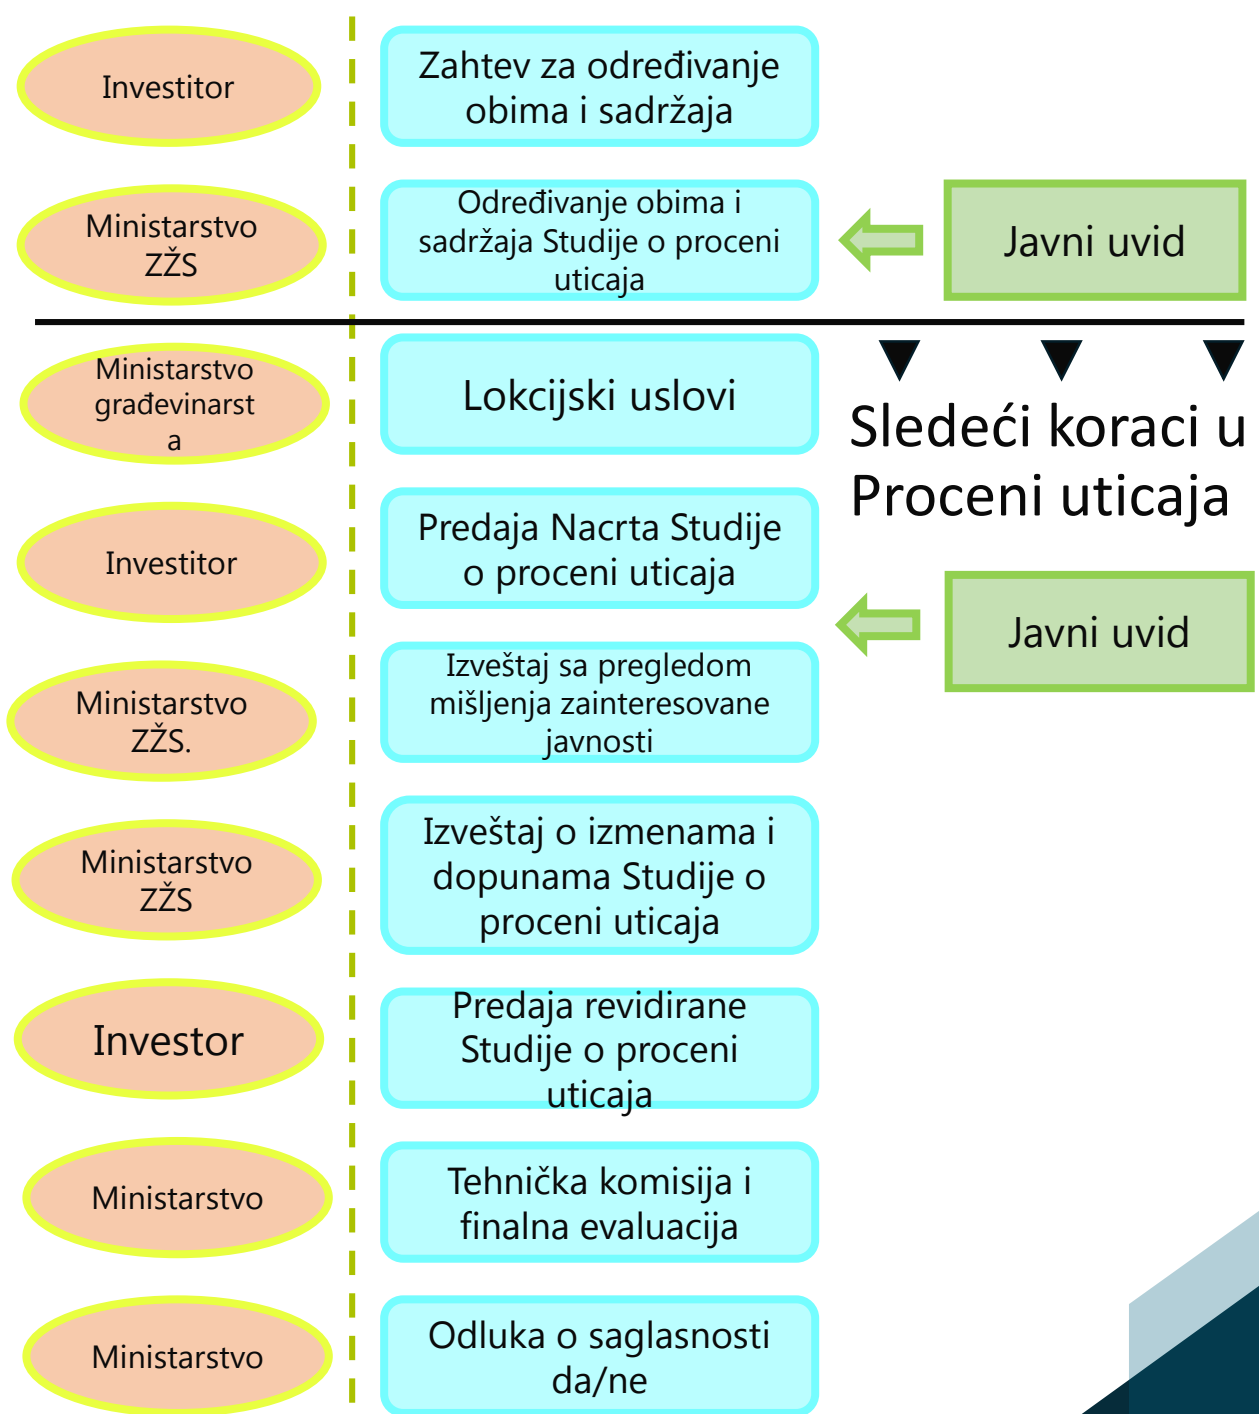 Investitor
Zahtev za određivanje
obima i sadržaja
Ministarstvo
ZŽS
Određivanje obima i
sadržaja Studije o proceni
uticaja
Javni uvid
Ministarstvo
građevinarst
a
Lokcijski uslovi
Sledeći koraci u
Proceni uticaja
Investitor
Predaja Nacrta Studije
o proceni uticaja
Javni uvid
Ministarstvo
ZŽS.
Izveštaj sa pregledom
mišljenja zainteresovane
javnosti
Ministarstvo
ZŽS
Izveštaj o izmenama i
dopunama Studije o
proceni uticaja
Investor
Predaja revidirane
Studije o proceni
uticaja
Ministarstvo
Tehnička komisija i
finalna evaluacija
Ministarstvo
Odluka o saglasnosti
da/ne